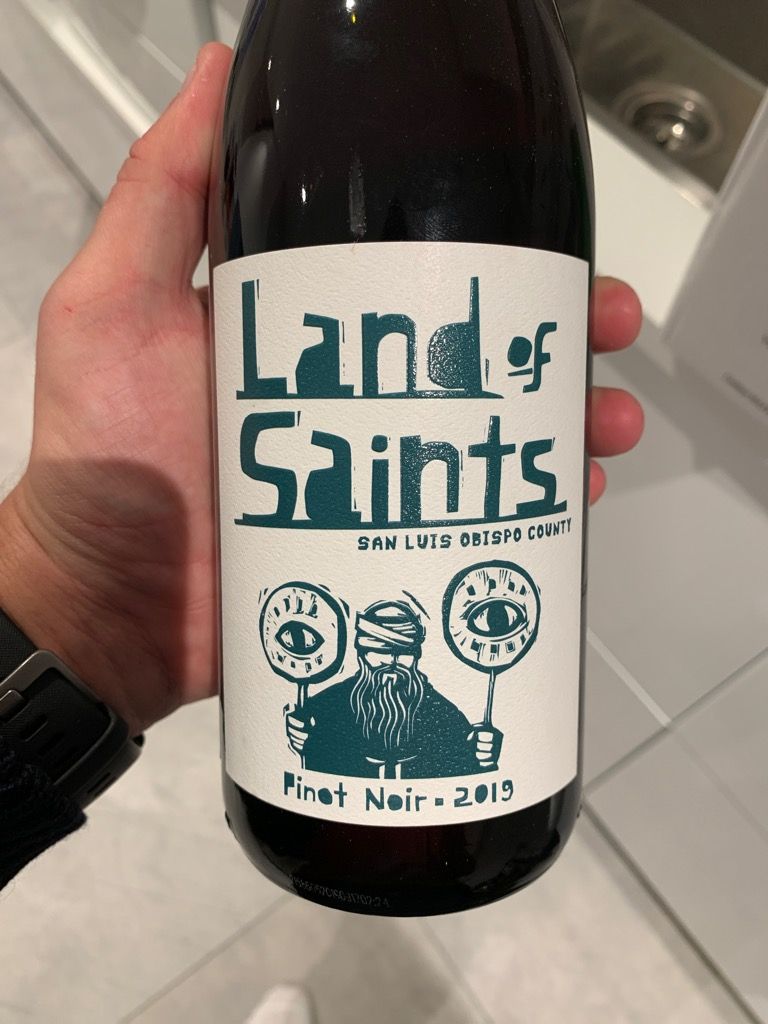 Land of
Saints
SAN LUIS OBISPO COUNTY
Pinot Noir · 2019